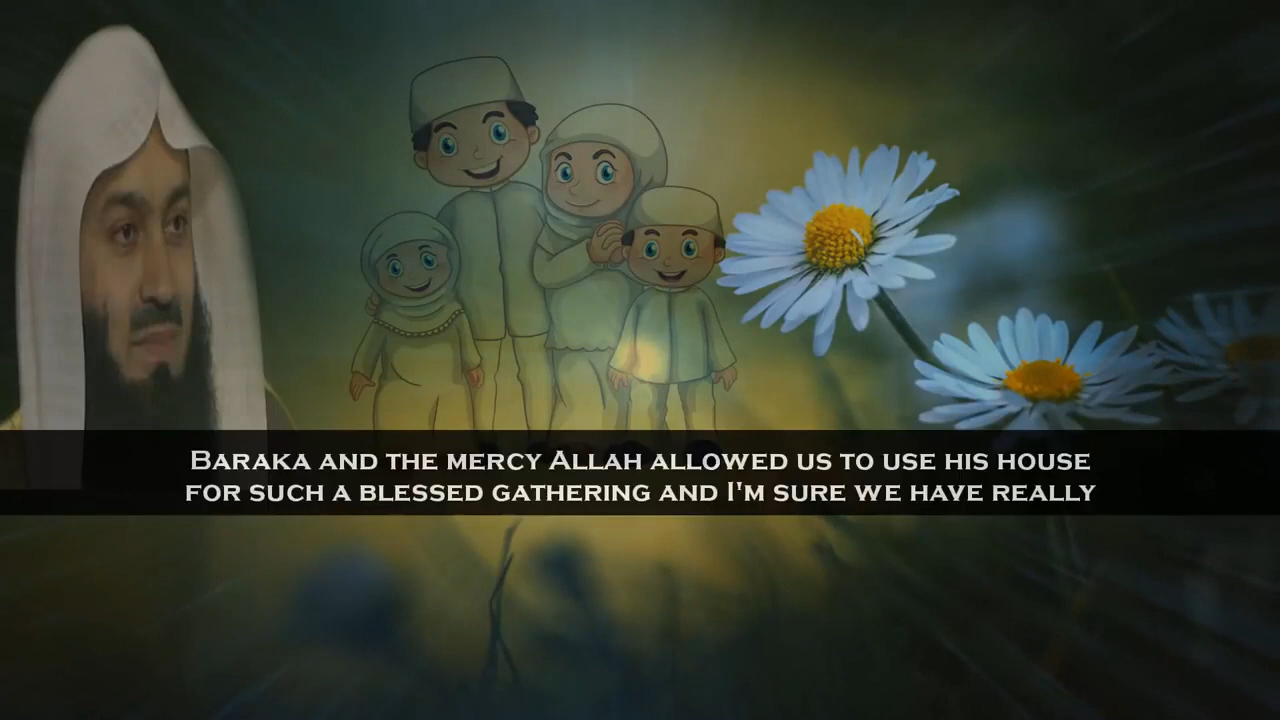 Baraka and the mercy Allah allowed us to use his house
for such a blessed gathering and I'm sure we have really